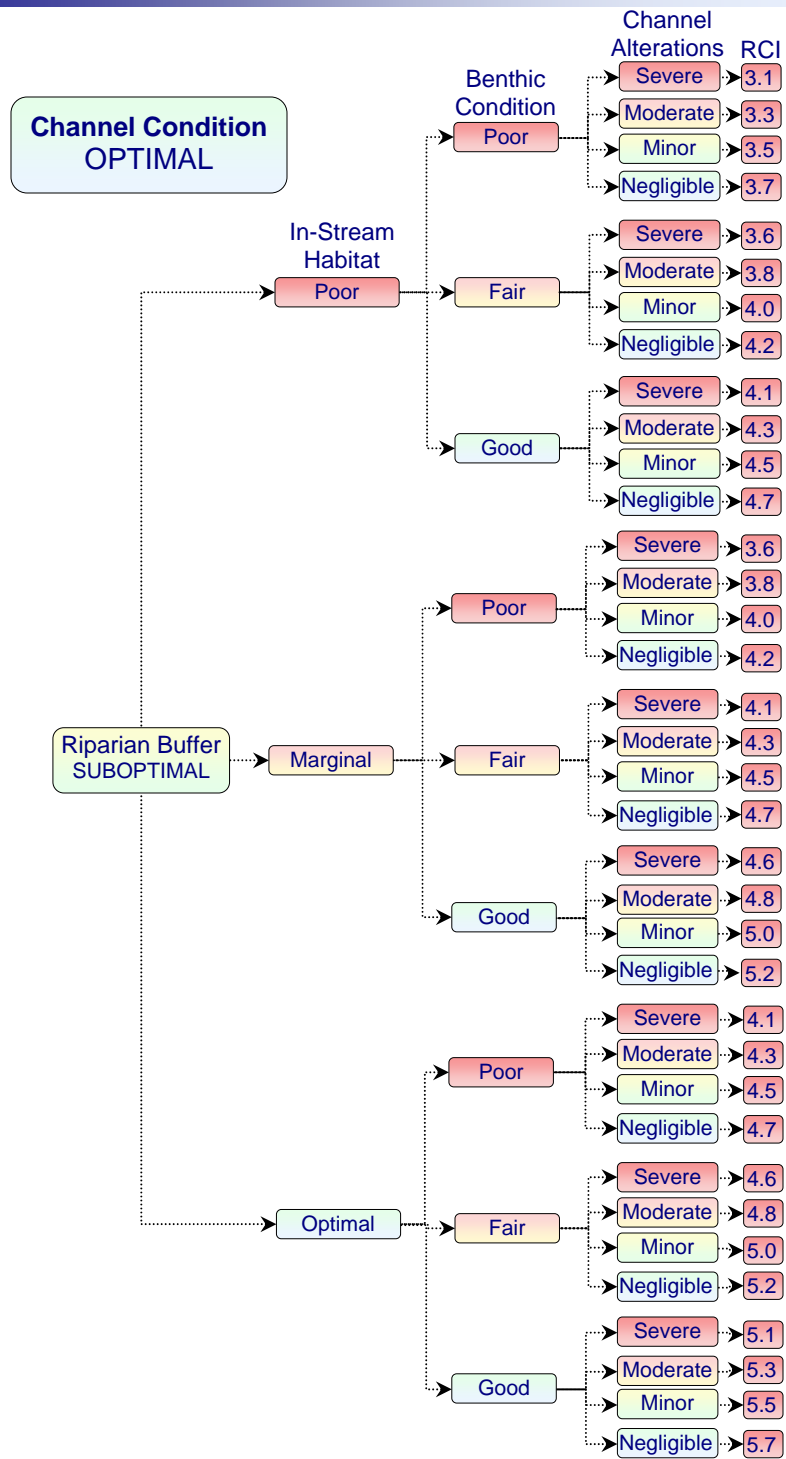 Channel
Alterations RCI
Benthic
Condition
Channel Condition
OPTIMAL
In-Stream
Habitat
Riparian Buffer
SUBOPTIMAL
Poor
Poor
Severe 3.1
Moderate 3.3
Minor 3.5
Negligible 3.7
Fair
Severe 3.6
Moderate 3.8
Minor 4.0
Negligible 4.2
Good
Severe 4.1
Moderate 4.3
Minor 4.5
Negligible 4.7
Marginal
Poor
Severe 3.6
Moderate 3.8
Minor 4.0
Negligible 4.2
Fair
Severe 4.1
Moderate 4.3
Minor 4.5
Negligible 4.7
Good
Severe 4.6
Moderate 4.8
Minor 5.0
Negligible 5.2
Optimal
Poor
Severe 4.1
Moderate 4.3
Minor 4.5
Negligible 4.7
Fair
Severe 4.6
Moderate 4.8
Minor 5.0
Negligible 5.2
Good
Severe 5.1
Moderate 5.3
Minor 5.5
Negligible 5.7